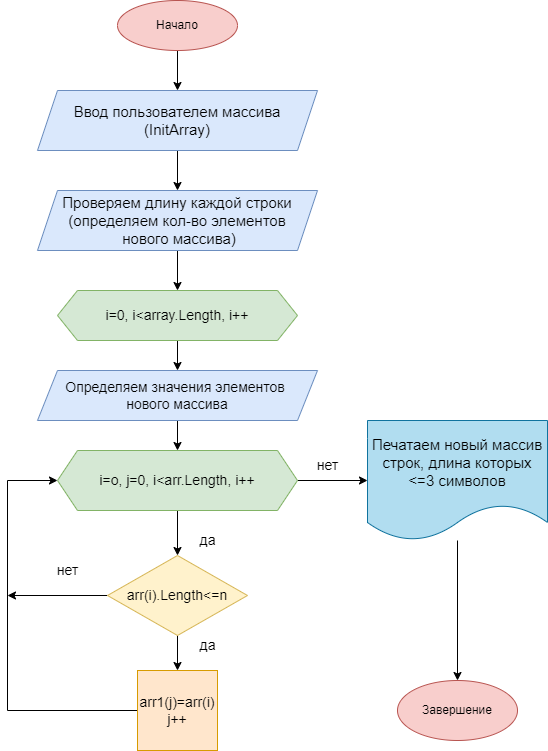 Начало
Ввод пользователем массива
(InitArray)
Проверяем длину каждой строки
(определяем кол-во элементов
нового массива)
i=0, i<array.Length, i++
Определяем значения элементов
нового массива
i=o, j=0, i<arr.Length, i++
нет
Печатаем новый массив
строк, длина которых
<=3 символов
да
нет
arr(i).Length<=n
да
arr1(j)=arr(i)
j++
Завершение